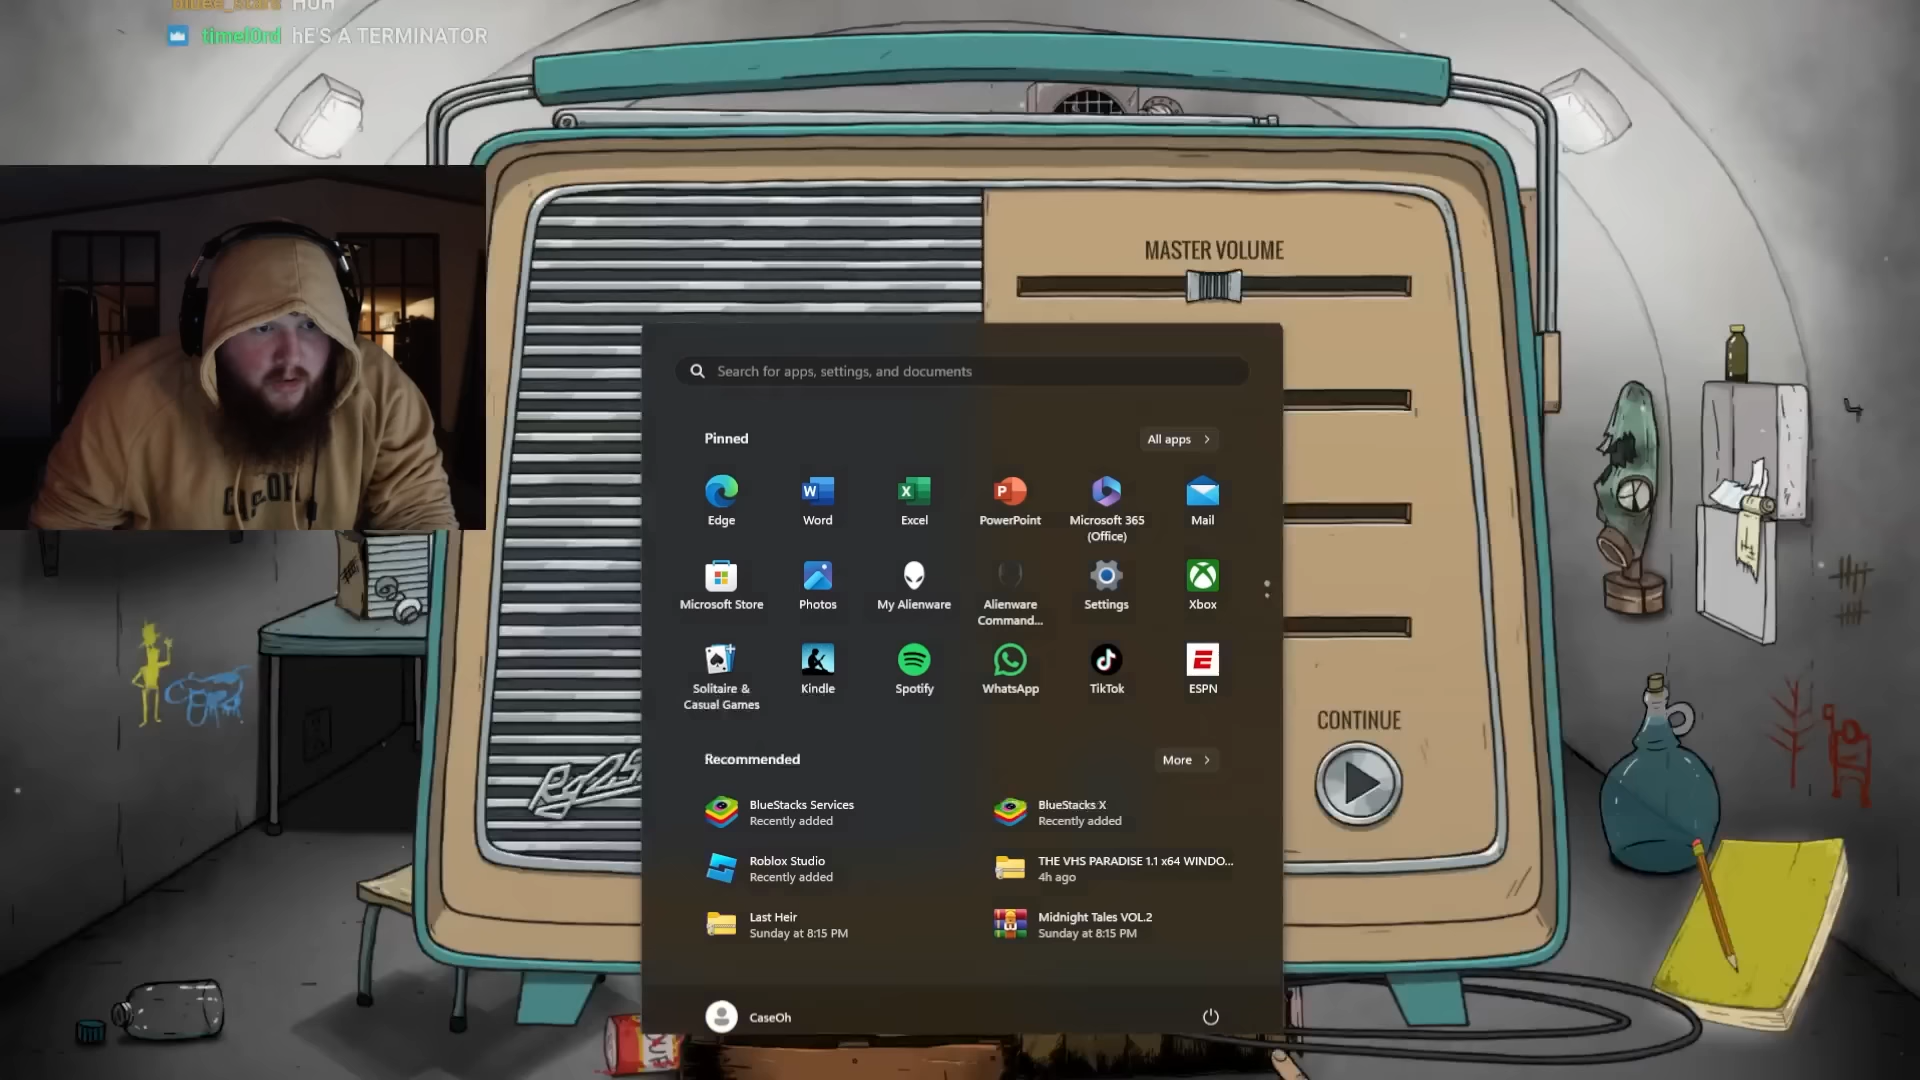 HUH
timel0rd hE'S A TERMINATOR
MASTER VOLUME
Search for apps, settings, and documents
Pinned
All apps
Edge
Word
Excel
PowerPoint
Microsoft 365
(Office)
Mail
Microsoft Store
Photos
My Alienware
Alienware
Command...
Settings
Xbox
Solitaire &
Casual Games
Kindle
Spotify
WhatsApp
TikTok
ESPN
CONTINUE
Recommended
More
BlueStacks Services
Recently added
BlueStacks X
Recently added
Roblox Studio
Recently added
THE VHS PARADISE 1.1 x64 WINDO...
4h ago
Last Heir
Sunday at 8:15 PM
Midnight Tales VOL.2
Sunday at 8:15 PM
CaseOh